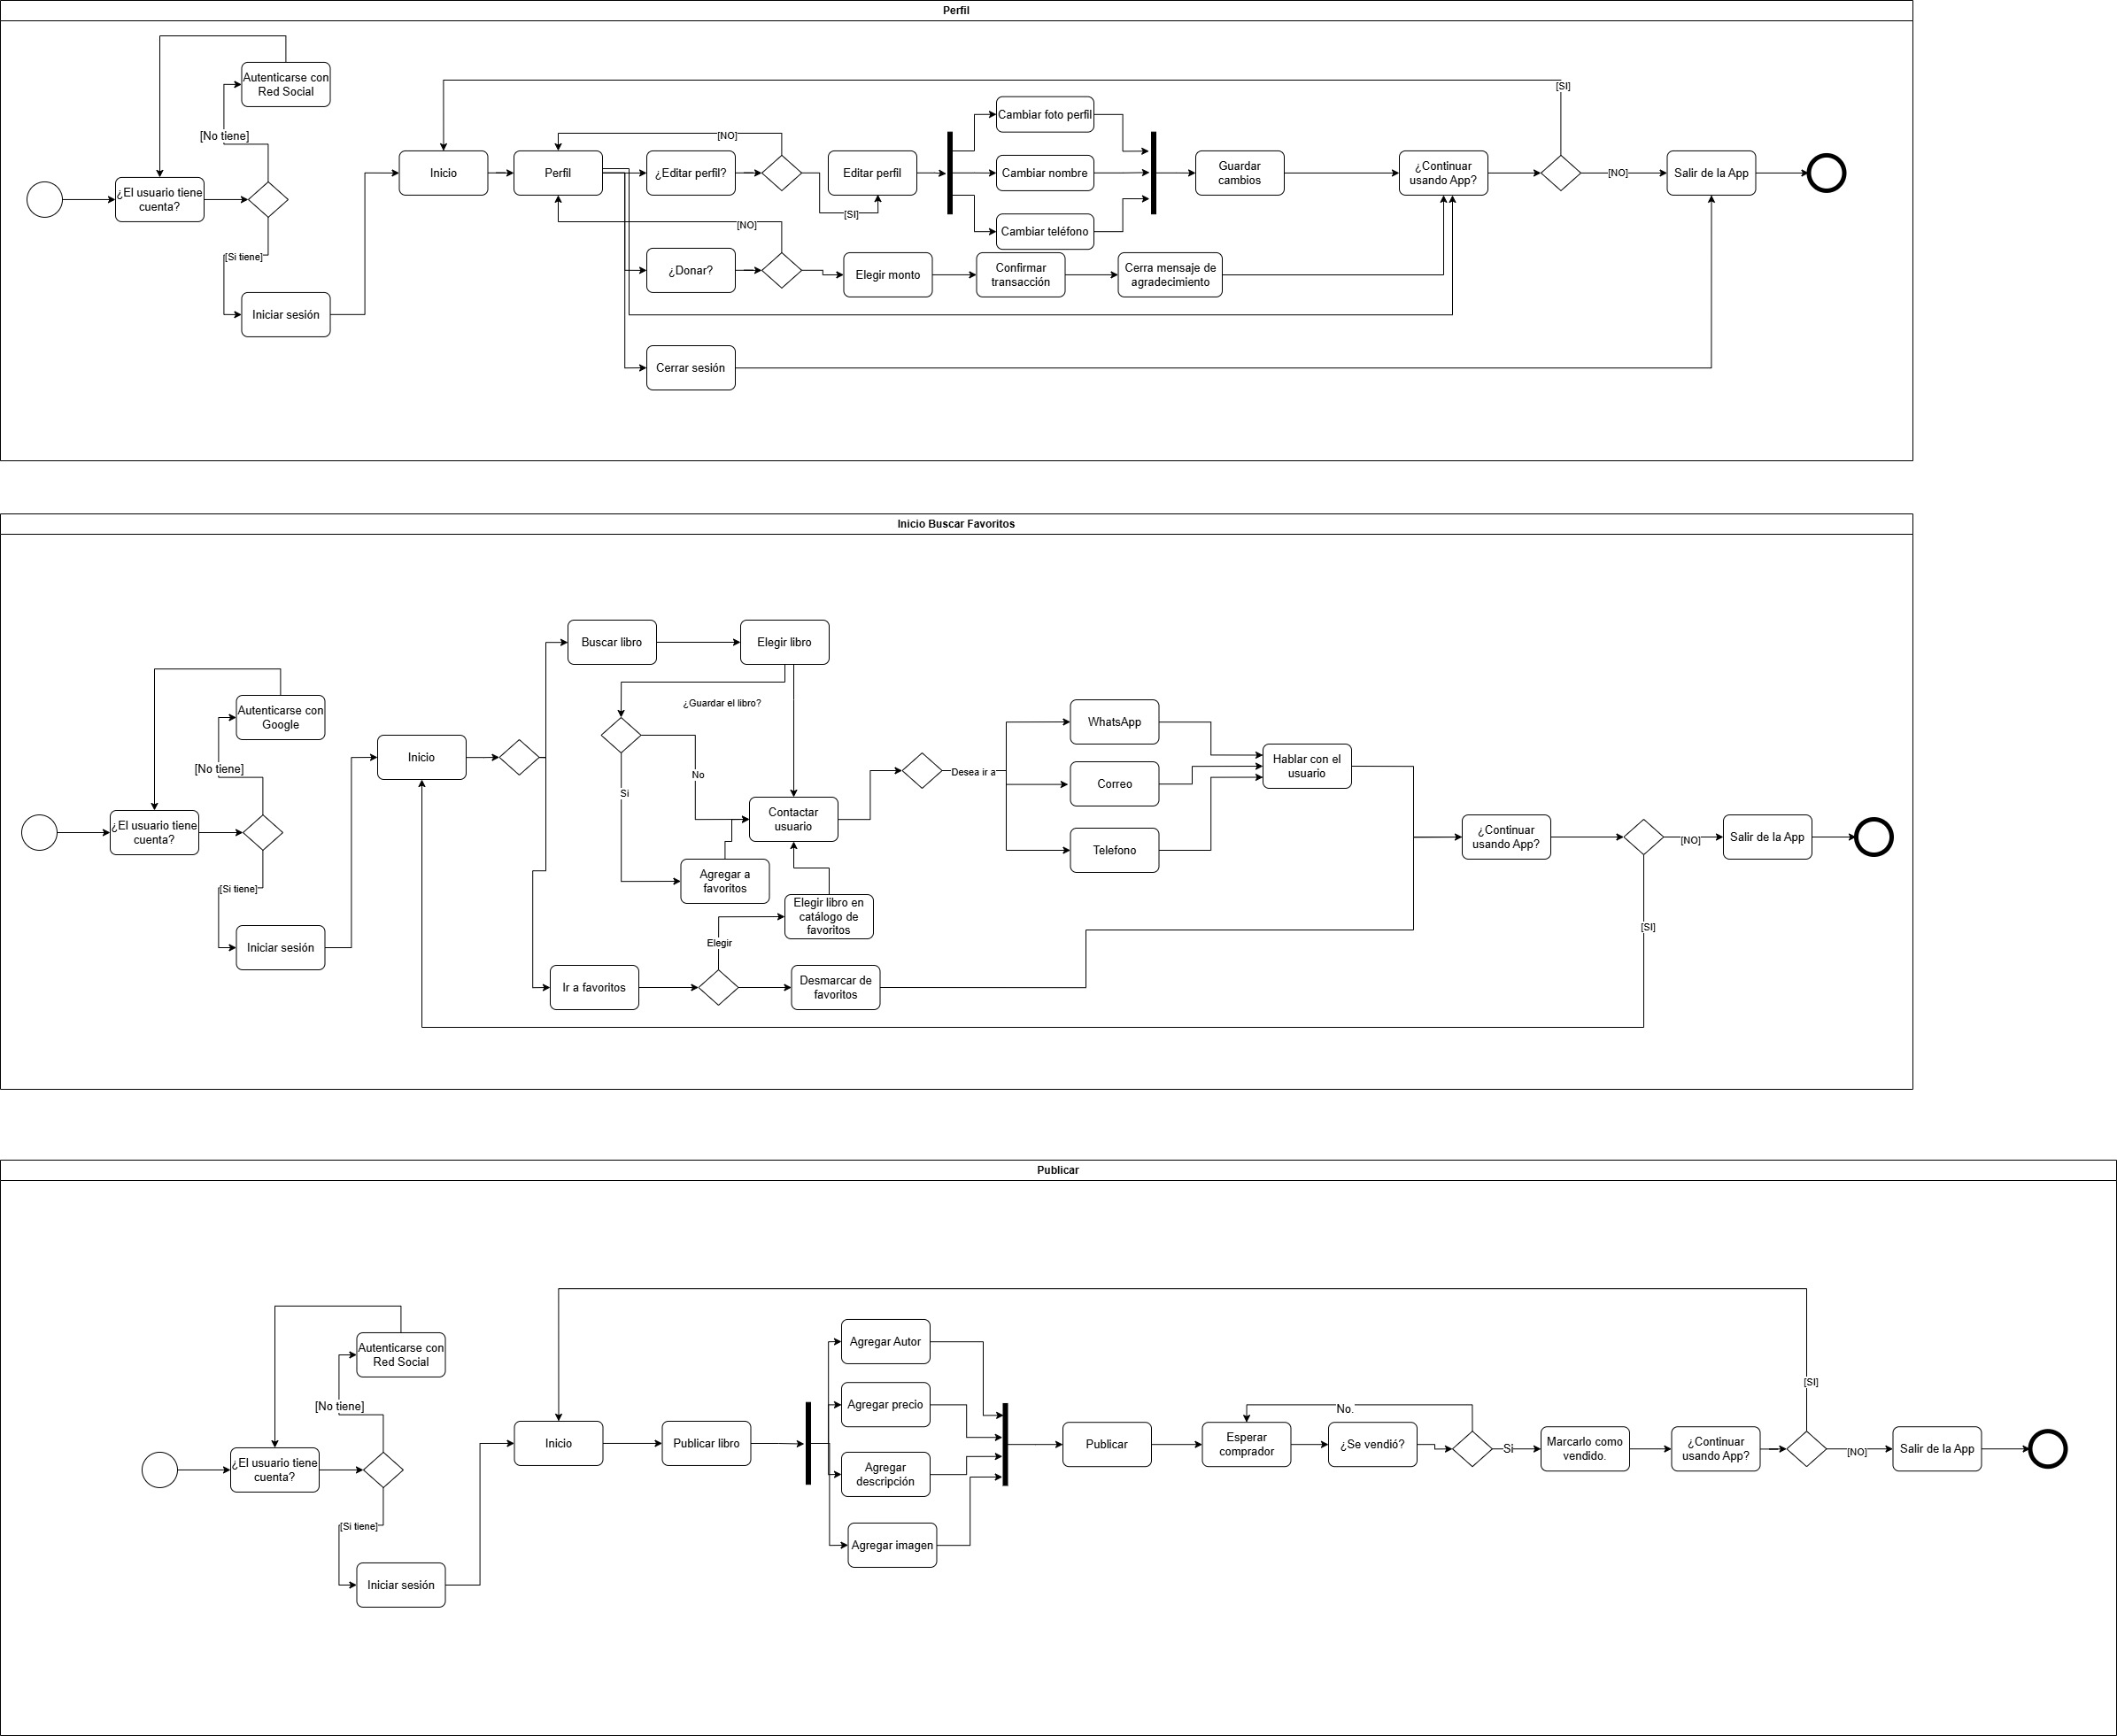 Perfil
Autenticarse con
Red Social
[No tiene]
¿El usuario tiene
cuenta?
[Si tiene]
Iniciar sesión
Inicio
Perfil
[NO]
¿Editar perfil?
[SI]
Editar perfil
Cambiar foto perfil
Cambiar nombre
Cambiar teléfono
Guardar
cambios
¿Continuar
usando App?
[SI]
[NO]
Salir de la App
[NO]
¿Donar?
Elegir monto
Confirmar
transacción
Cerra mensaje de
agradecimiento
Cerrar sesión
Inicio Buscar Favoritos
Autenticarse con
Google
[No tiene]
¿El usuario tiene
cuenta?
[Si tiene]
Iniciar sesión
Inicio
Buscar libro
Elegir libro
¿Guardar el libro?
No
Si
Contactar
usuario
Agregar a
favoritos
Elegir libro en
catálogo de
favoritos
Elegir
Ir a favoritos
Desmarcar de
favoritos
Desea ir a
WhatsApp
Correo
Telefono
Hablar con el
usuario
¿Continuar
usando App?
[NO]
[SI]
Salir de la App
Publicar
Autenticarse con
Red Social
[No tiene]
¿El usuario tiene
cuenta?
[Si tiene]
Iniciar sesión
Inicio
Publicar libro
Agregar Autor
Agregar precio
Agregar
descripción
Agregar imagen
Publicar
Esperar
comprador
No.
¿Se vendió?
Si
Marcarlo como
vendido.
¿Continuar
usando App?
[SI]
[NO]
Salir de la App